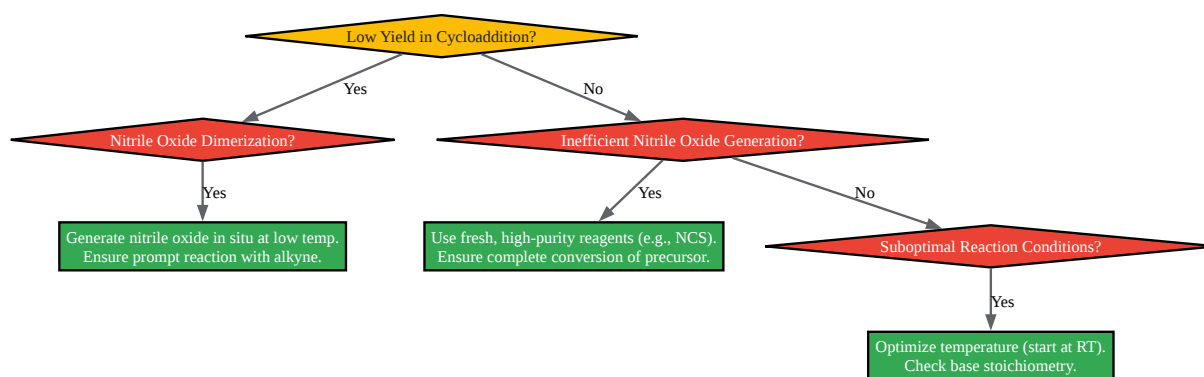 Low Yield in Cycloaddition?
Yes
No
Nitrile Oxide Dimerization?
Inefficient Nitrile Oxide Generation?
Yes
Yes
No
Generate nitrile oxide in situ at low temp.
Ensure prompt reaction with alkyne.
Use fresh, high-purity reagents (e.g., NCS).
Ensure complete conversion of precursor.
Suboptimal Reaction Conditions?
Yes
Optimize temperature (start at RT).
Check base stoichiometry.